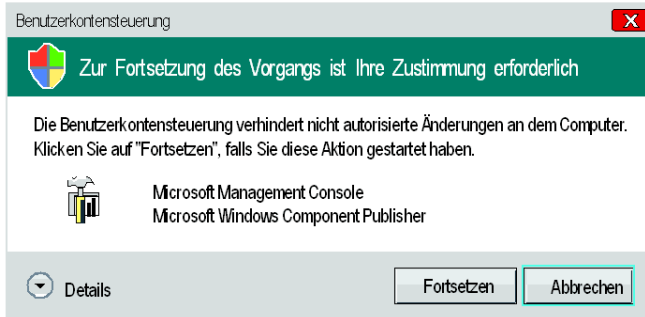 Benutzerkontensteuerung
X
Zur Fortsetzung des Vorgangs ist Ihre Zustimmung erforderlich
Die Benutzerkontensteuerung verhindert nicht autorisierte Änderungen an dem Computer.
Klicken Sie auf "Fortsetzen", falls Sie diese Aktion gestartet haben.
Microsoft Management Console
Microsoft Windows Component Publisher
Details
Fortsetzen
Abbrechen